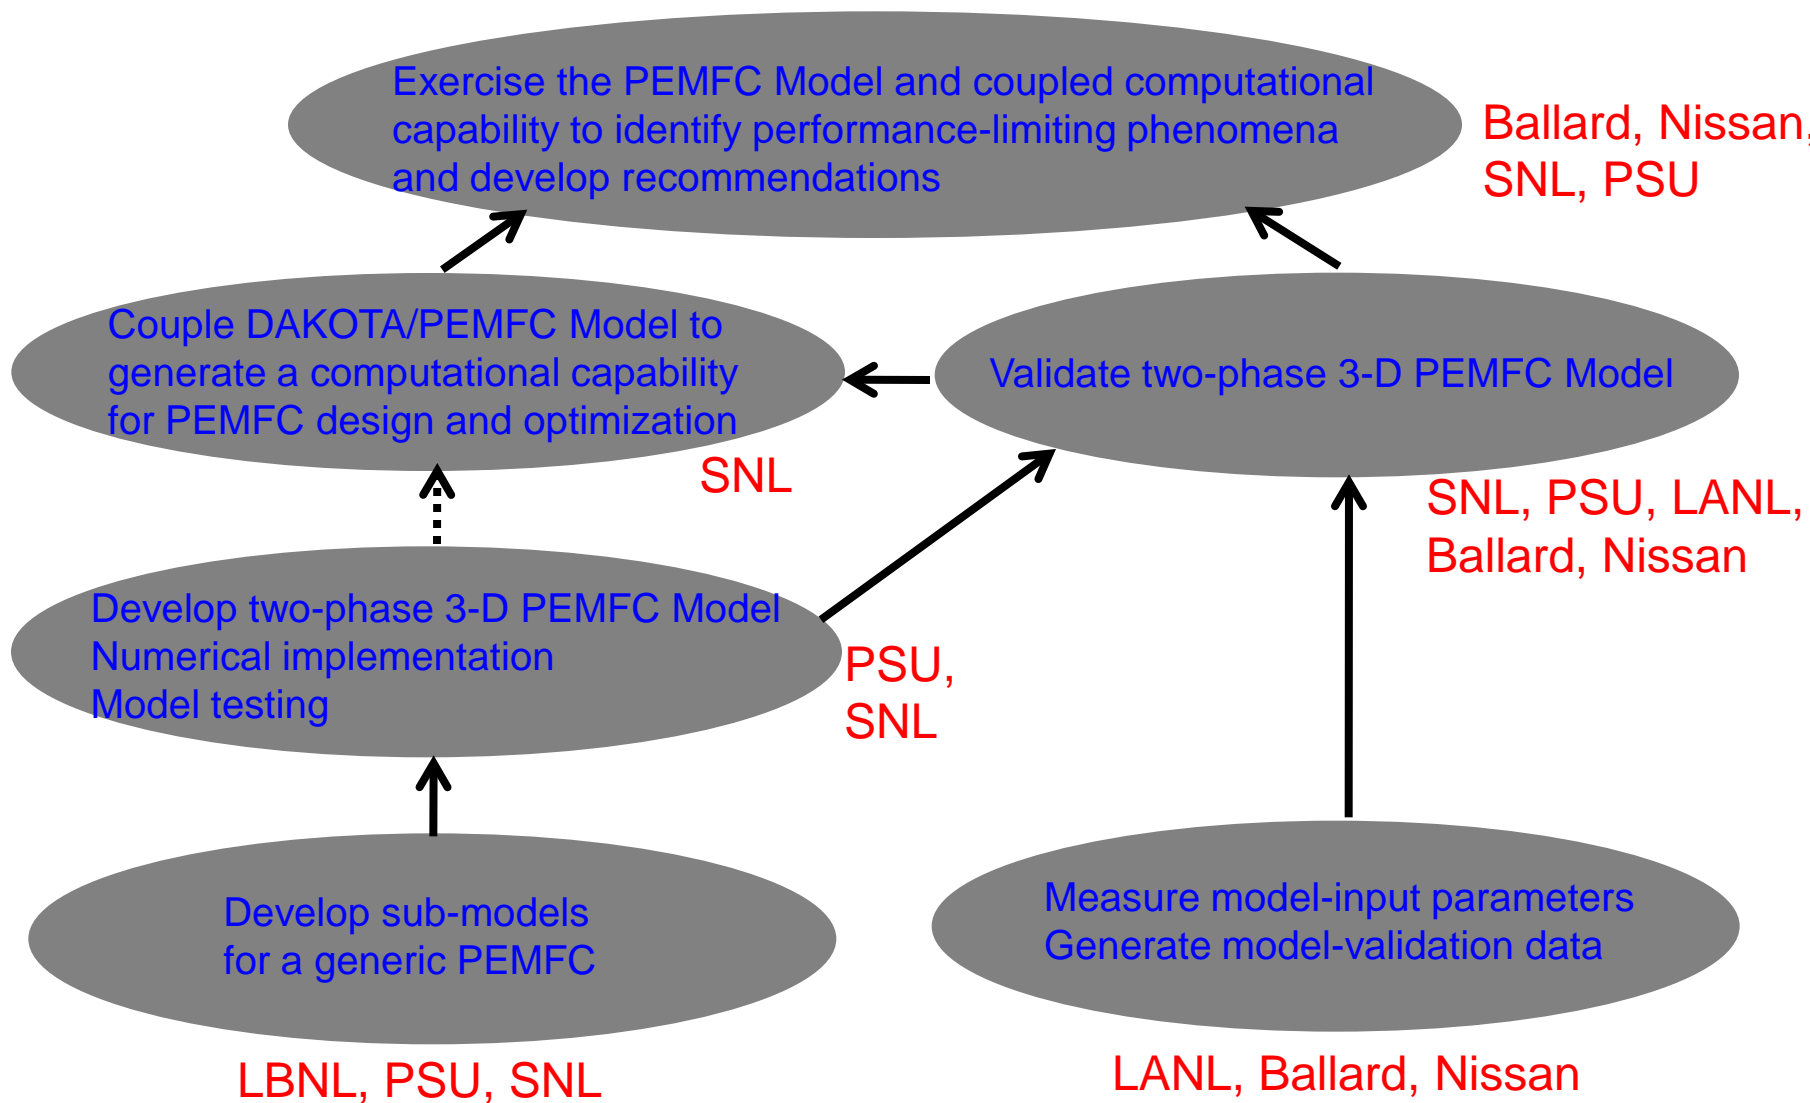 Exercise the PEMFC Model and coupled computational
capability to identify performance-limiting phenomena
and develop recommendations
Ballard, Nissan,
SNL, PSU
Couple DAKOTA/PEMFC Model to
generate a computational capability
for PEMFC design and optimization
SNL
Validate two-phase 3-D PEMFC Model
SNL, PSU, LANL,
Ballard, Nissan
Develop two-phase 3-D PEMFC Model
Numerical implementation
Model testing
PSU,
SNL
Develop sub-models
for a generic PEMFC
LBNL, PSU, SNL
Measure model-input parameters
Generate model-validation data
LANL, Ballard, Nissan